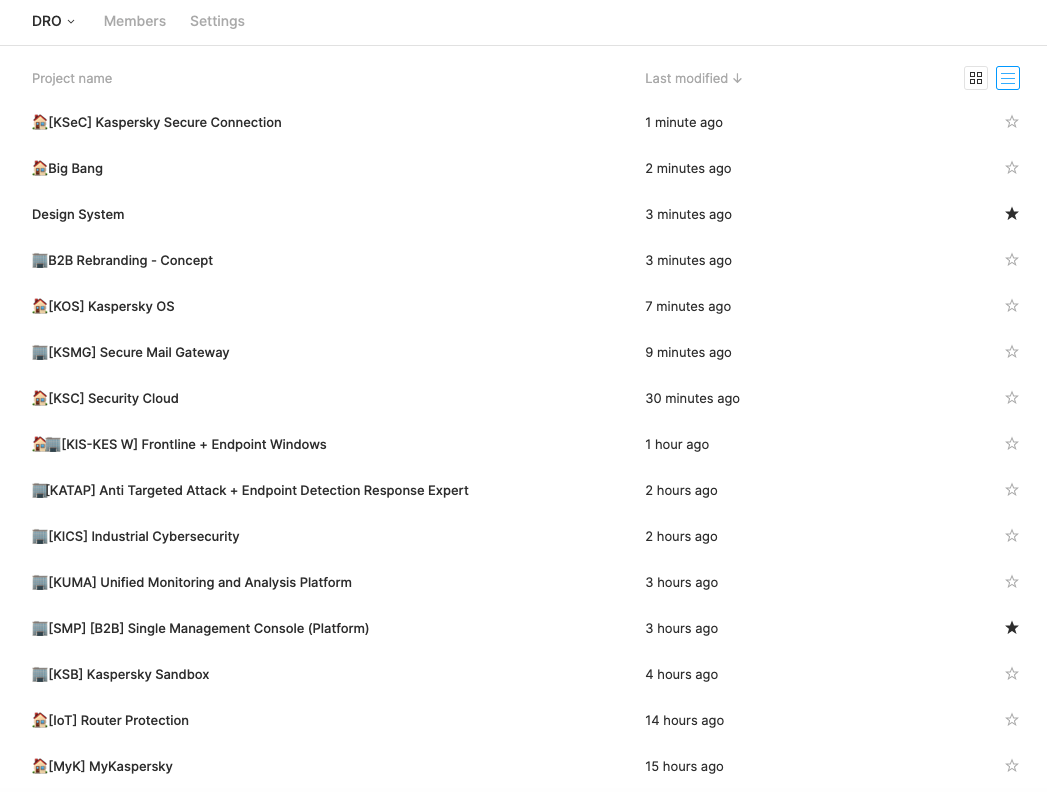 DRO Members Settings
Project name Last modified ↓
🏠[KSeC] Kaspersky Secure Connection 1 minute ago
🏠Big Bang 2 minutes ago
Design System 3 minutes ago
🏢B2B Rebranding - Concept 3 minutes ago
🏠[KOS] Kaspersky OS 7 minutes ago
🏢[KSMG] Secure Mail Gateway 9 minutes ago
🏠[KSC] Security Cloud 30 minutes ago
🏠🏢[KIS-KES W] Frontline + Endpoint Windows 1 hour ago
🏢[KATAP] Anti Targeted Attack + Endpoint Detection Response Expert 2 hours ago
🏢[KICS] Industrial Cybersecurity 2 hours ago
🏢[KUMA] Unified Monitoring and Analysis Platform 3 hours ago
🏢[SMP] [B2B] Single Management Console (Platform) 3 hours ago
🏢[KSB] Kaspersky Sandbox 4 hours ago
🏠[IoT] Router Protection 14 hours ago
🏠[MyK] MyKaspersky 15 hours ago